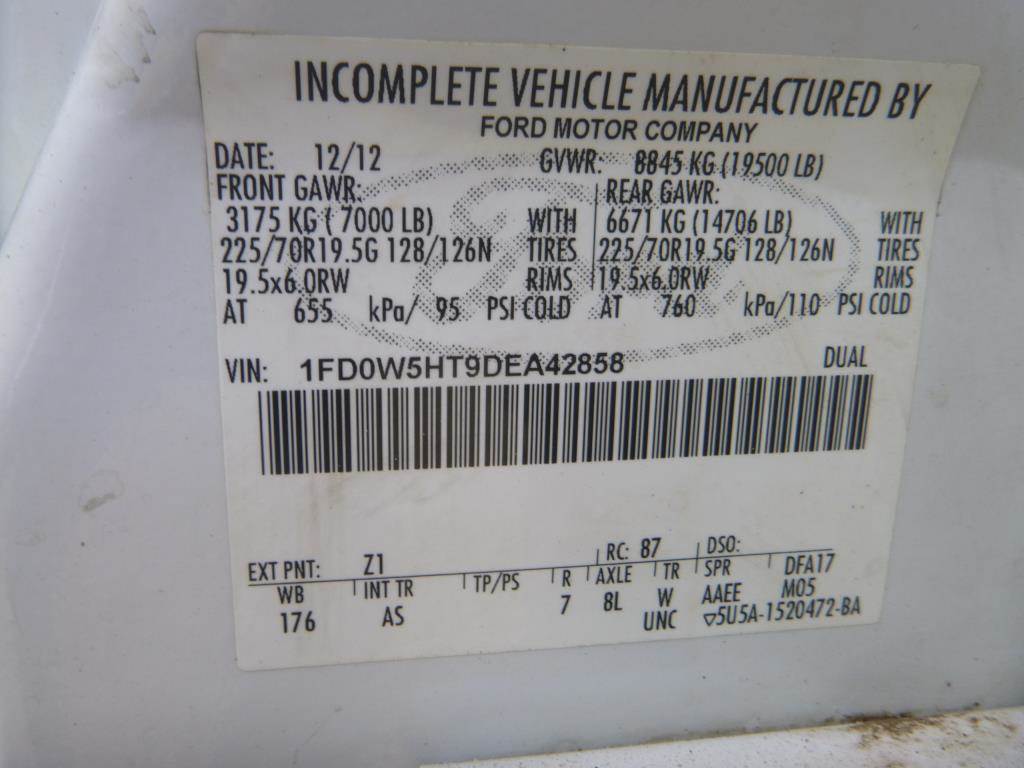 INCOMPLETE VEHICLE MANUFACTURED BY
FORD MOTOR COMPANY
DATE: 12/12 GVWR: 8845 KG (19500 LB)
FRONT GAWR: REAR GAWR:
3175 KG ( 7000 LB) WITH 6671 KG (14706 LB) WITH
225/70R19.5G 128/126N TIRES 225/70R19.5G 128/126N TIRES
19.5x6.0RW RIMS 19.5x6.0RW RIMS
AT 655 kPa/ 95 PSI COLD AT 760 kPa/110 PSI COLD
VIN: 1FD0W5HT9DEA42858 DUAL
EXT PNT: Z1 RC: 87 DSO:
WB INT TR TP/PS R AXLE TR SPR DFA17
176 AS 7 8L W AAEE M05
UNC ▽5U5A-1520472-BA